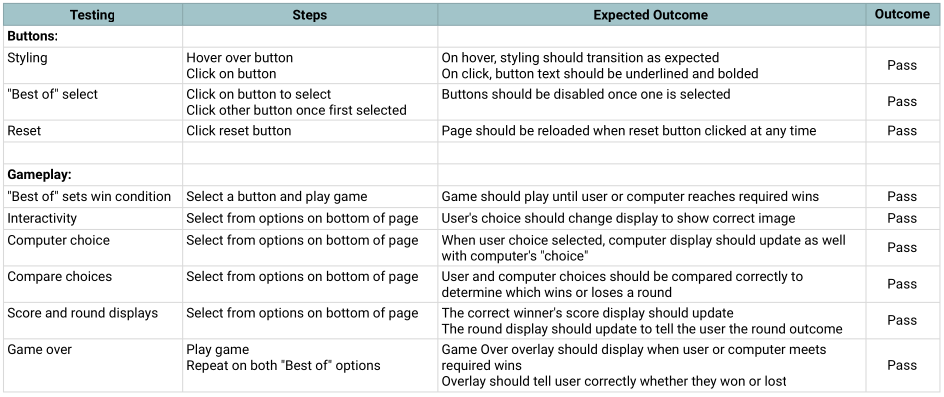 Testing Steps Expected Outcome Outcome
Buttons:
Styling Hover over button On hover, styling should transition as expected Pass
Click on button On click, button text should be underlined and bolded
"Best of" select Click on button to select Buttons should be disabled once one is selected Pass
Click other button once first selected
Reset Click reset button Page should be reloaded when reset button clicked at any time Pass
Gameplay:
"Best of" sets win condition Select a button and play game Game should play until user or computer reaches required wins Pass
Interactivity Select from options on bottom of page User's choice should change display to show correct image Pass
Computer choice Select from options on bottom of page When user choice selected, computer display should update as well Pass
with computer's "choice"
Compare choices Select from options on bottom of page User and computer choices should be compared correctly to Pass
determine which wins or loses a round
Score and round displays Select from options on bottom of page The correct winner's score display should update Pass
The round display should update to tell the user the round outcome
Game over Play game Game Over overlay should display when user or computer meets Pass
Repeat on both "Best of" options required wins
Overlay should tell user correctly whether they won or lost